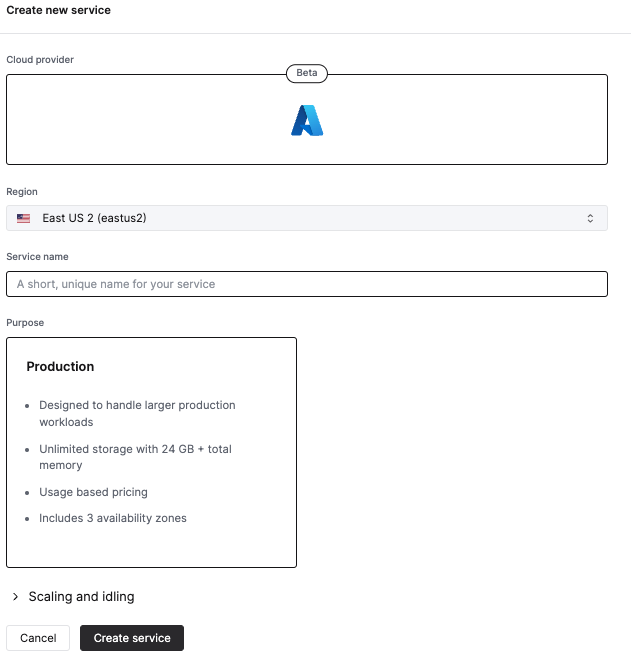 Create new service
Cloud provider
Beta
Region
East US 2 (eastus2)
Service name
A short, unique name for your service
Purpose
Production
Designed to handle larger production
workloads
Unlimited storage with 24 GB + total
memory
Usage based pricing
Includes 3 availability zones
Scaling and idling
Cancel
Create service